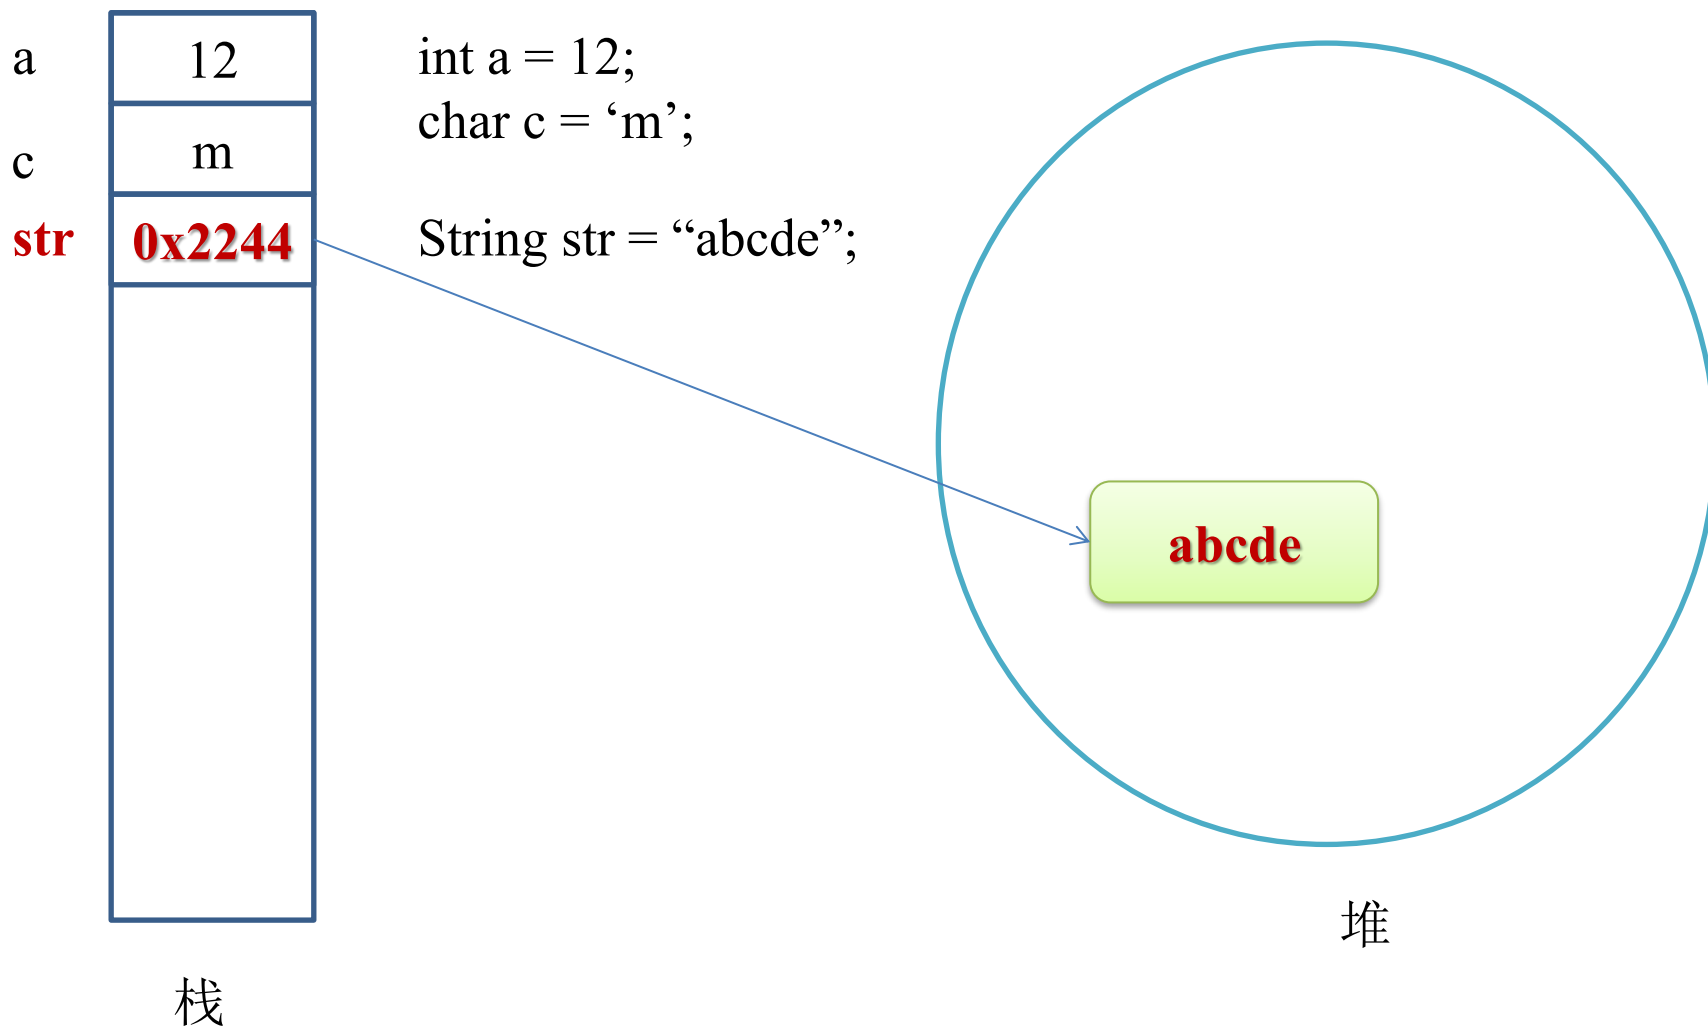 a
12
int a = 12;
char c = ‘m’;
c
m
str
0x2244
String str = “abcde”;
abcde
堆
栈